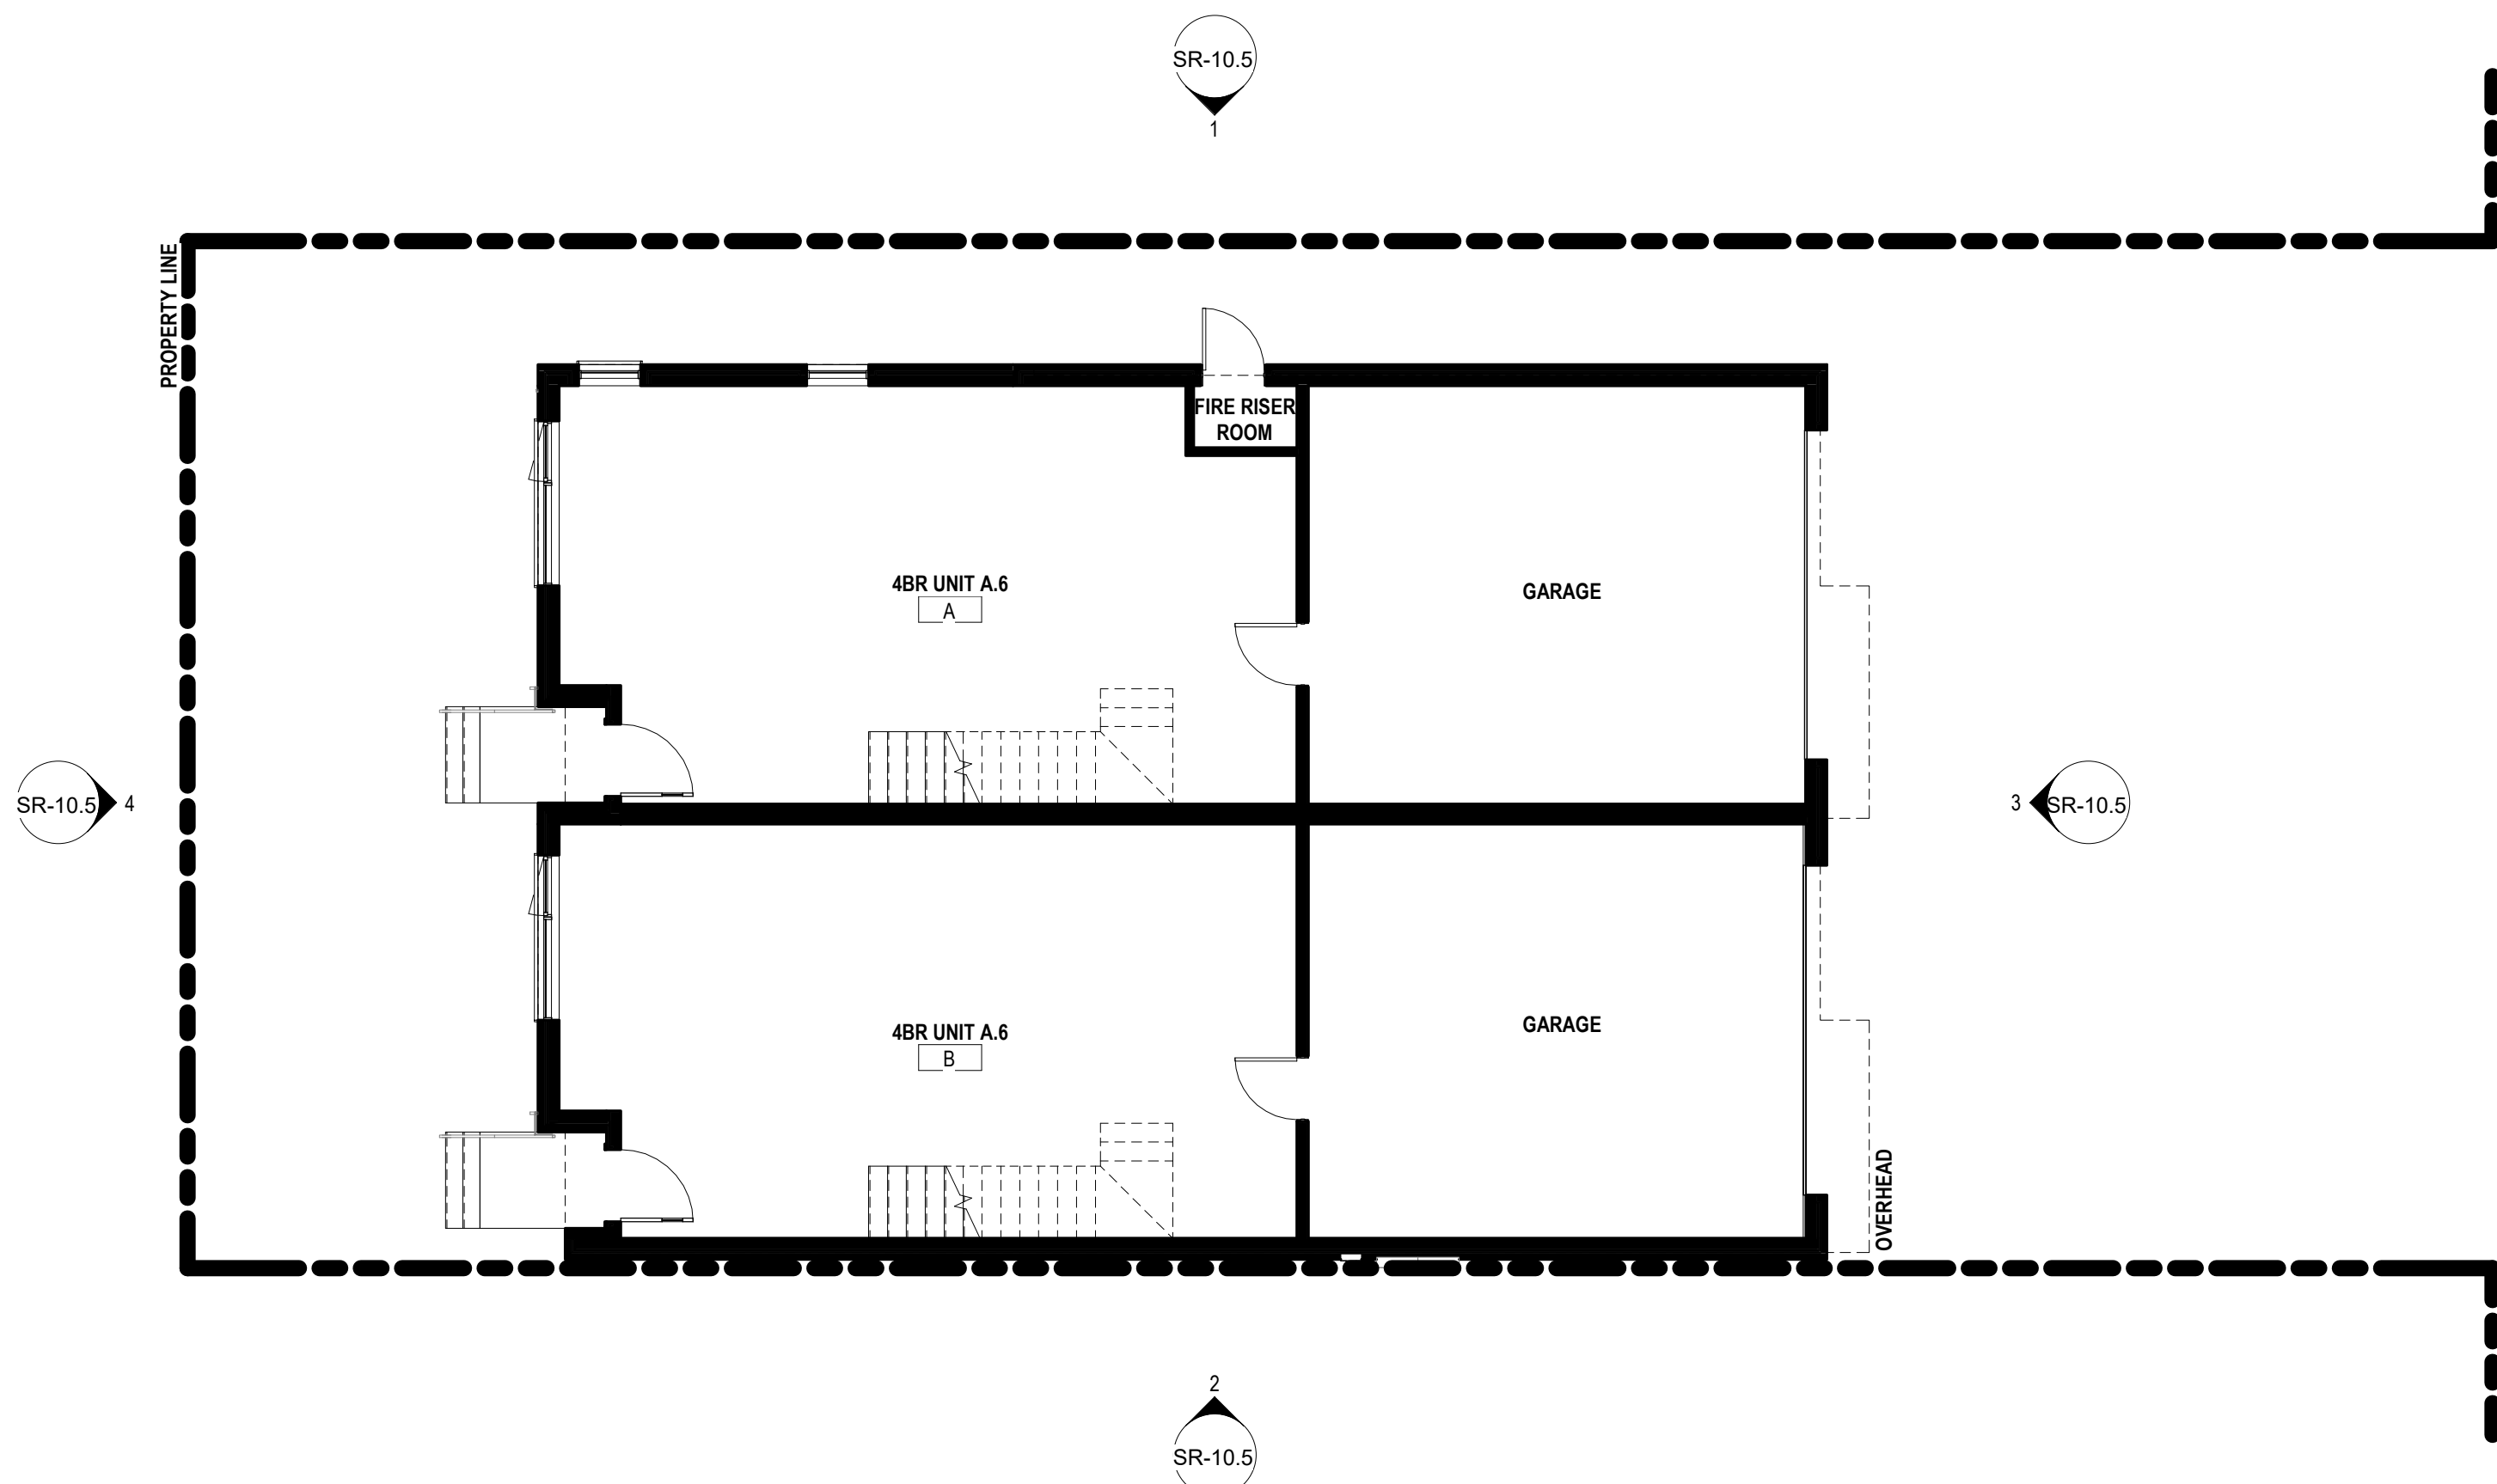 SR-10.5
1
PROPERTY LINE
FIRE RISER
ROOM
4BR UNIT A.6
A
GARAGE
SR-10.5
4
3
SR-10.5
4BR UNIT A.6
B
GARAGE
OVERHEAD
2
SR-10.5